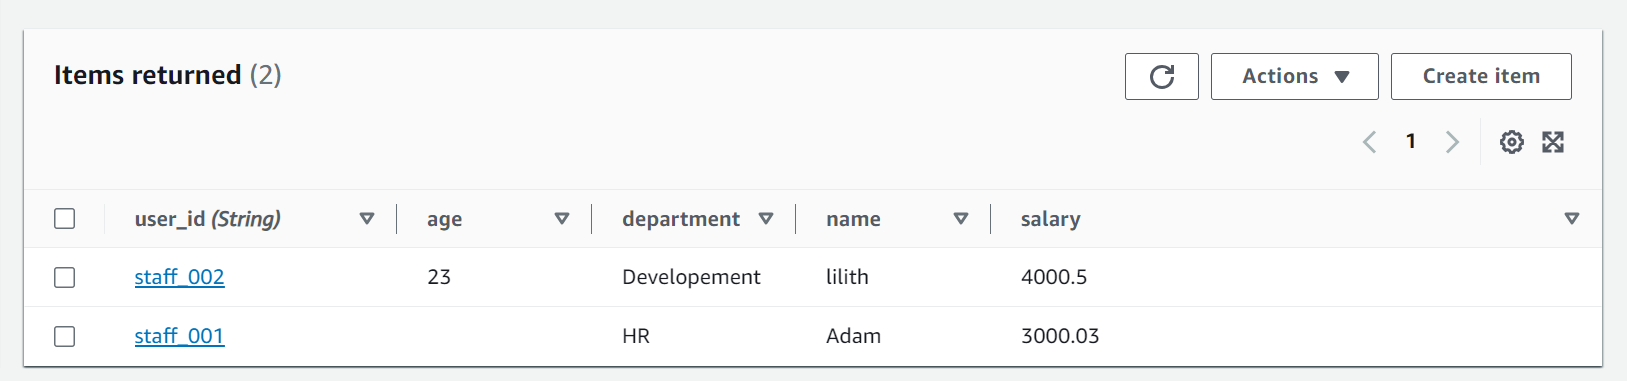 Items returned (2)
Actions
Create item
1
user_id (String) age department name salary
staff_002 23 Developement lilith 4000.5
staff_001 HR Adam 3000.03